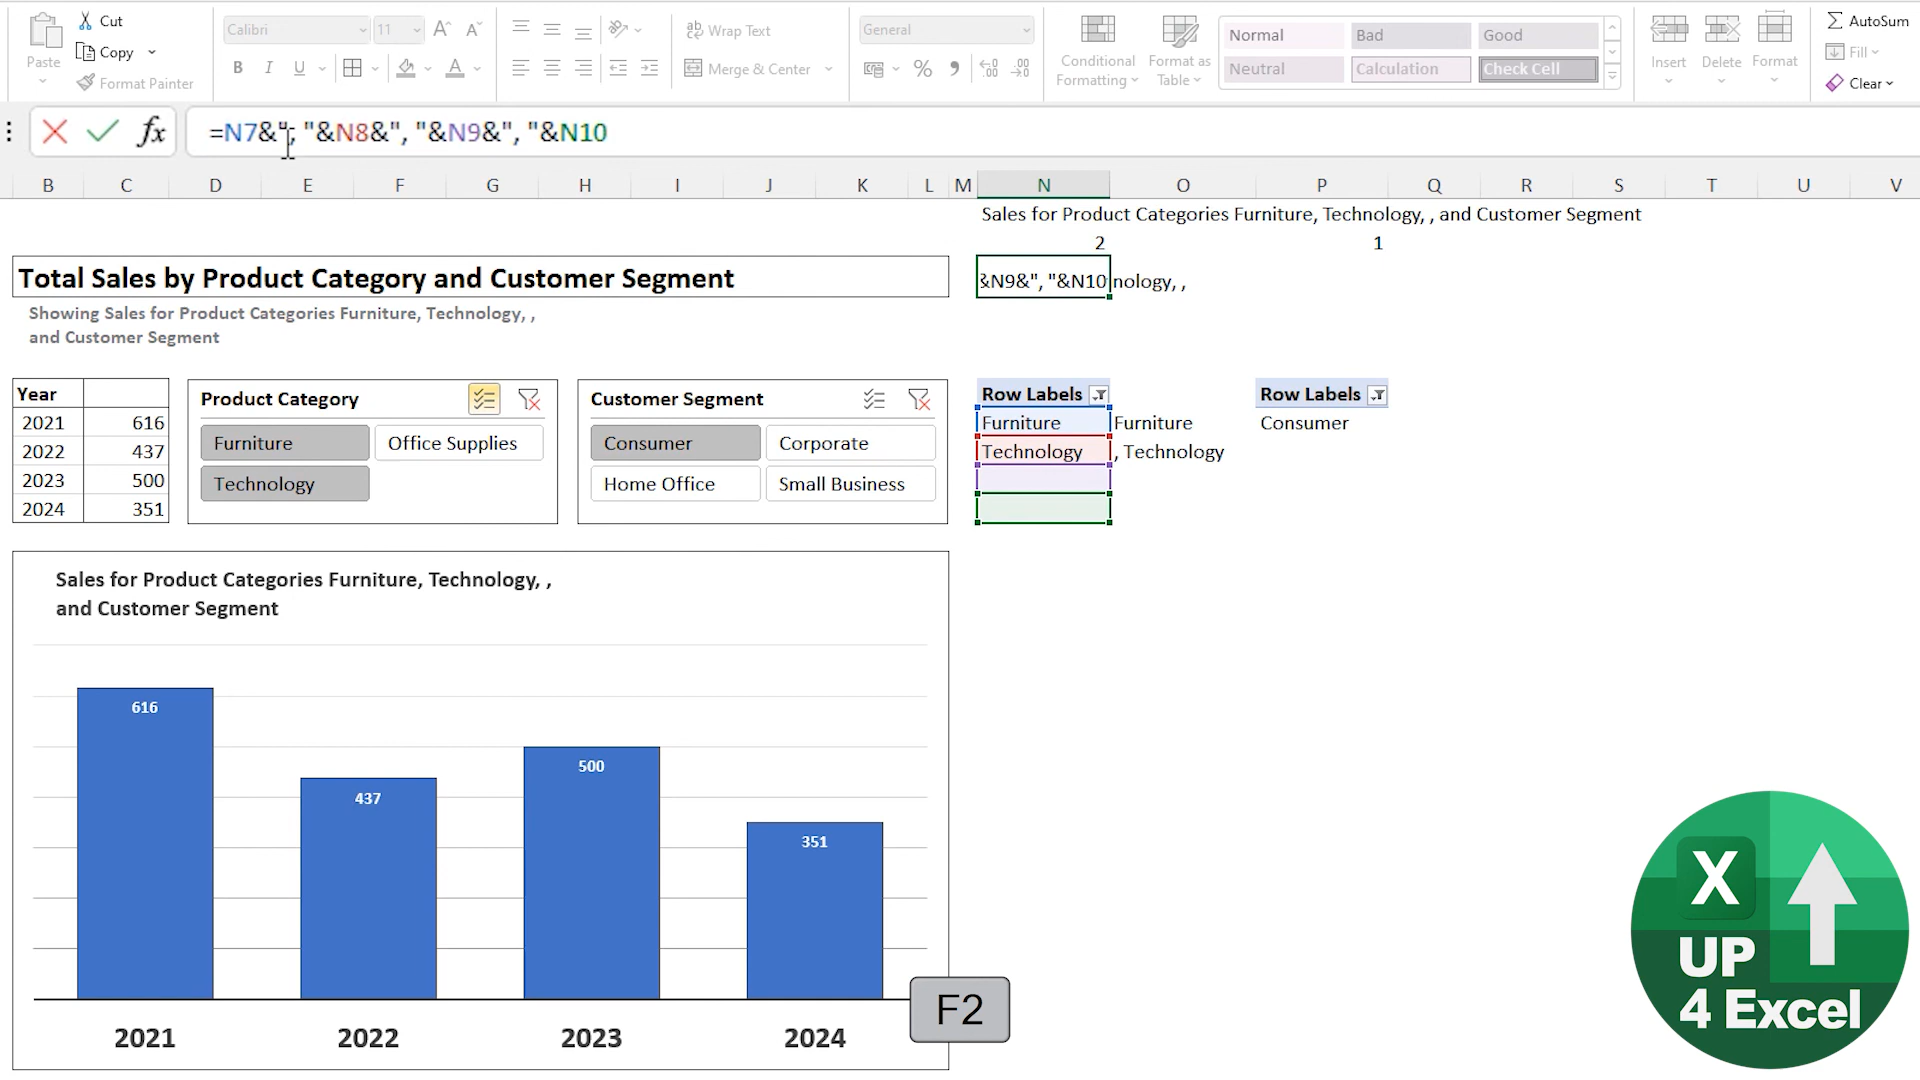 Cut
Copy
Paste
Format Painter
Calibri
11
A A
B I U
A
ab Wrap Text
Merge & Center
General
% 9
Conditional Formatting
Format as Table
Normal Bad Good
Neutral Calculation Check Cell
Insert Delete Format
AutoSum
Fill
Clear
fx
=N7&", "&N8&", "&N9&", "&N10
B C D E F G H I J K L M N O P Q R S T U V
Sales for Product Categories Furniture, Technology, , and Customer Segment
2 1
Total Sales by Product Category and Customer Segment
&N9&", "&N10 nology, ,
Showing Sales for Product Categories Furniture, Technology, ,
and Customer Segment
Year
2021 616
2022 437
2023 500
2024 351
Product Category
Furniture Office Supplies
Technology
Customer Segment
Consumer Corporate
Home Office Small Business
Row Labels
Furniture Furniture
Technology , Technology
Row Labels
Consumer
Sales for Product Categories Furniture, Technology, ,
and Customer Segment
616
437
500
351
2021 2022 2023 2024
F2
X
UP
4 Excel